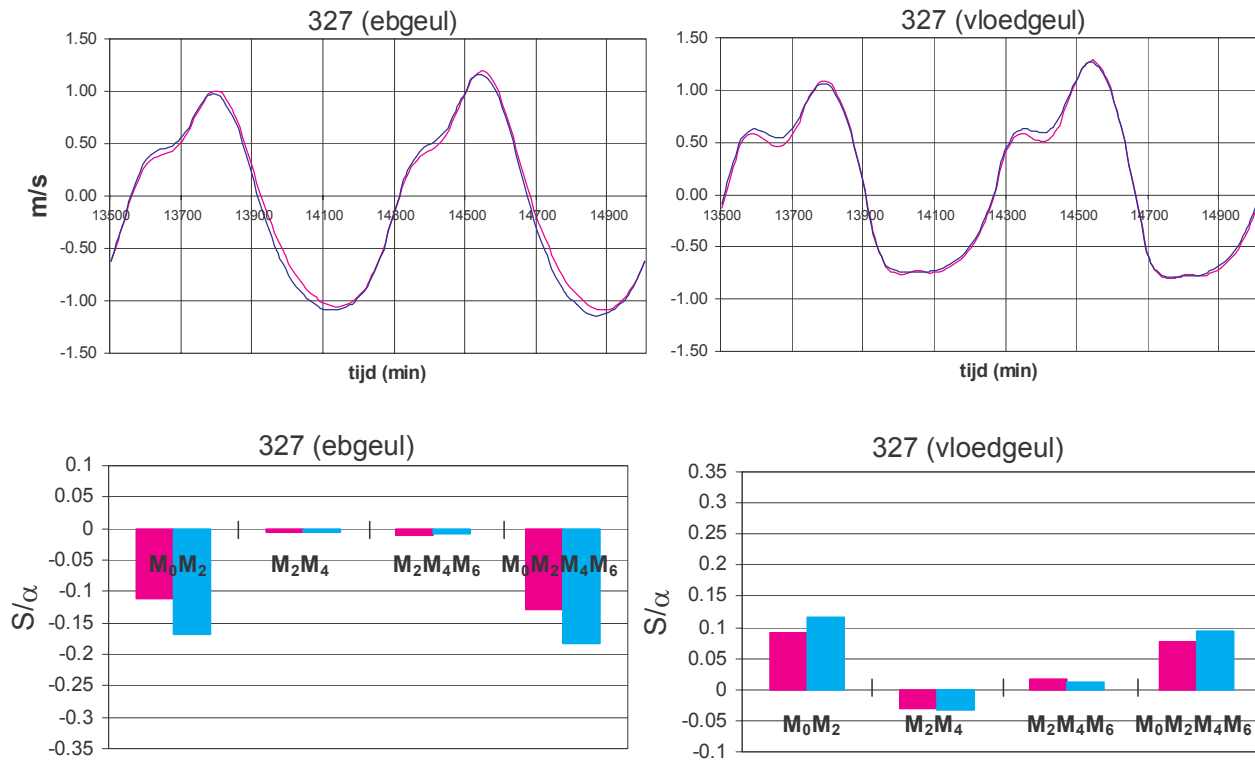 327 (ebgeul)
1.50
1.00
0.50
0.00
-0.50
-1.00
-1.50
m/s
13500 13700 13900 14100 14300 14500 14700 14900
tijd (min)
327 (vloedgeul)
1.50
1.00
0.50
0.00
-0.50
-1.00
-1.50
13500 13700 13900 14100 14300 14500 14700 14900
tijd (min)
327 (ebgeul)
0.1
0.05
0
-0.05
-0.1
-0.15
-0.2
-0.25
-0.3
-0.35
S/α
M₀M₂ M₂M₄ M₂M₄M₆ M₀M₂M₄M₆
327 (vloedgeul)
0.35
0.3
0.25
0.2
0.15
0.1
0.05
0
-0.05
-0.1
S/α
M₀M₂ M₂M₄ M₂M₄M₆ M₀M₂M₄M₆